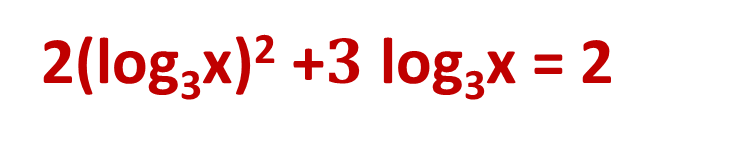 2(log₃x)² +3 log₃x = 2